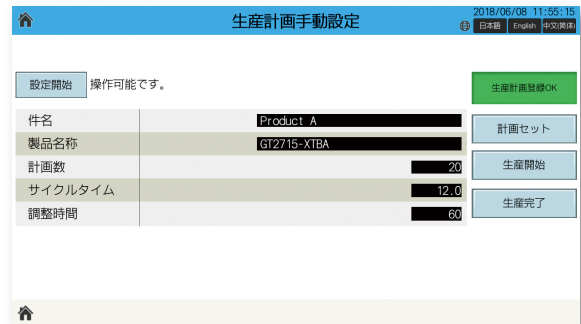 2018/06/08 11:55:15
生産計画手動設定
日本語 English 中文(简体)
設定開始 操作可能です。
生産計画登録OK
件名 Product A
製品名称 GT2715-XTBA
計画数 20
サイクルタイム 12.0
調整時間 60
計画セット
生産開始
生産完了